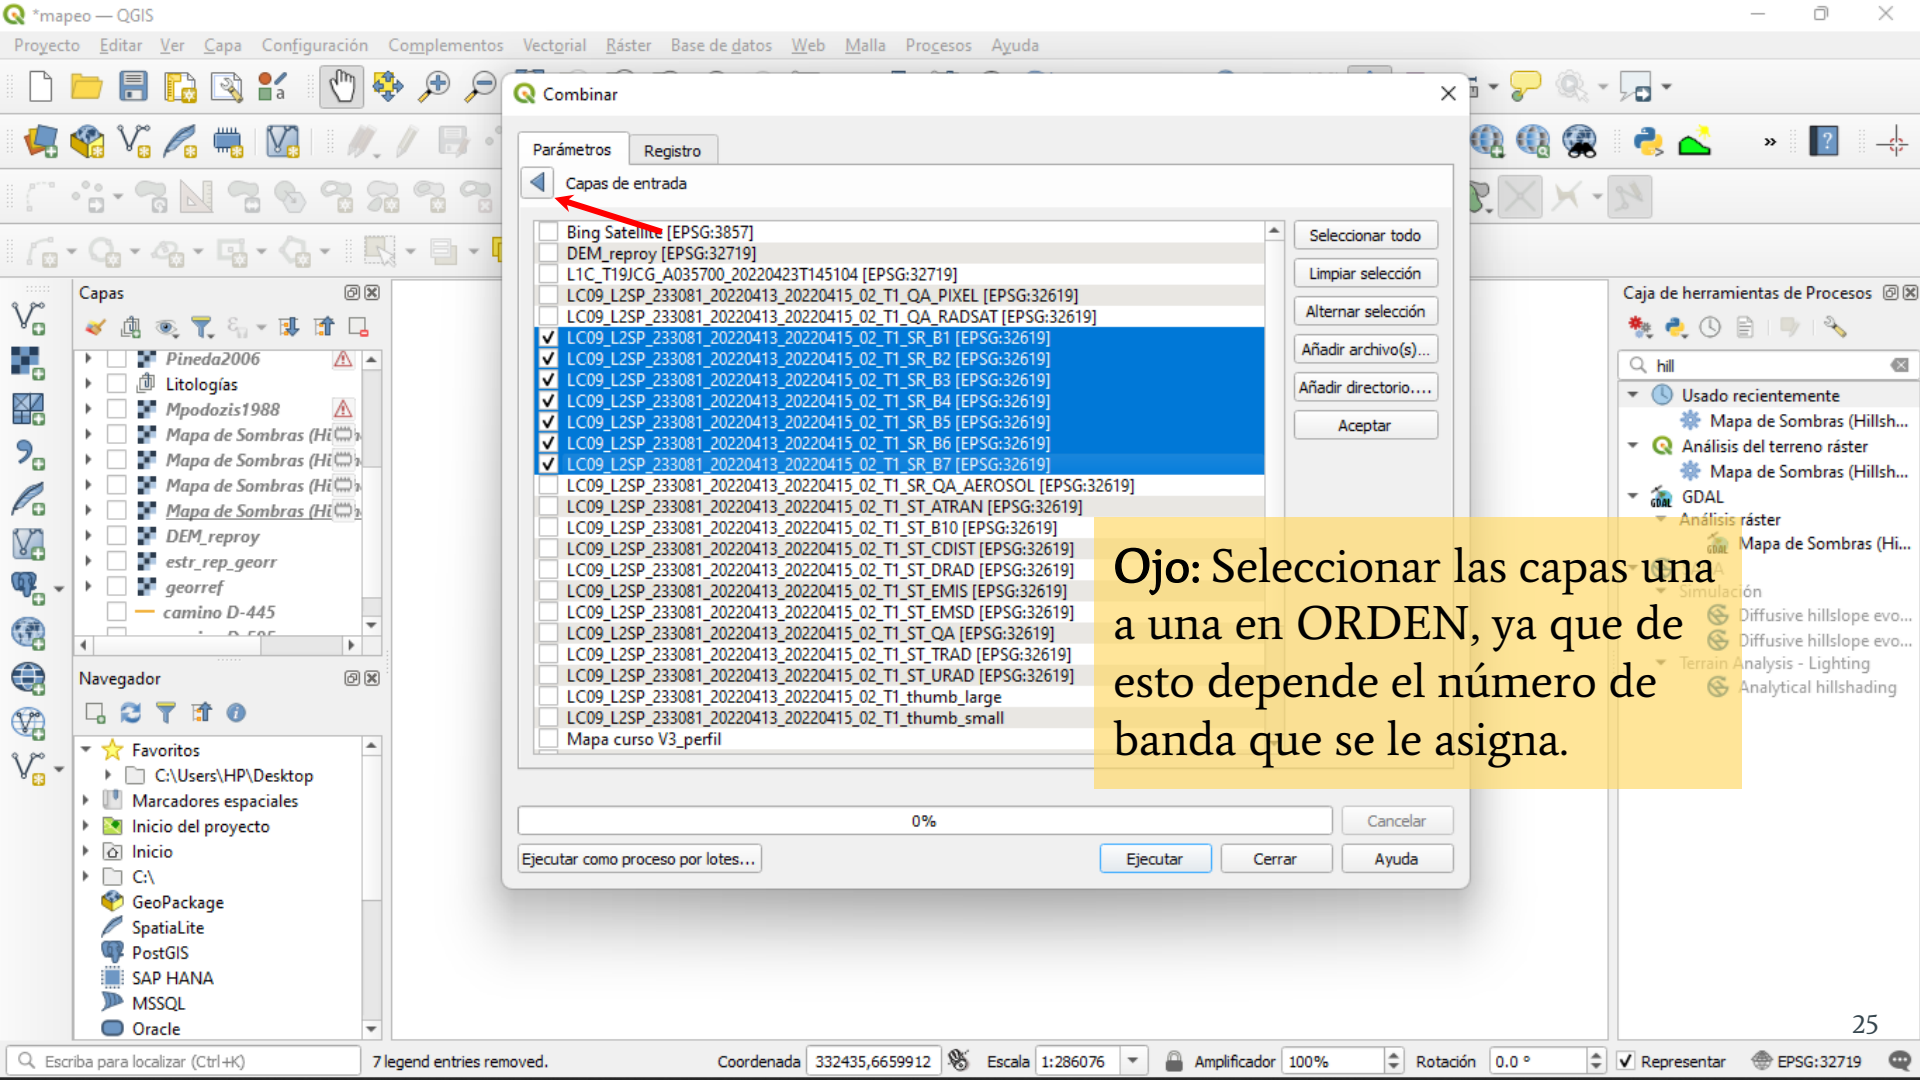 *mapeo — QGIS
Proyecto Editar Ver Capa Configuración Complementos Vectorial Ráster Base de datos Web Malla Procesos Ayuda
Combinar
Parámetros Registro
Capas de entrada
Bing Satellite [EPSG:3857]
DEM_reproy [EPSG:32719]
L1C_T19JCG_A035700_20220423T145104 [EPSG:32719]
LC09_L2SP_233081_20220413_20220415_02_T1_QA_PIXEL [EPSG:32619]
LC09_L2SP_233081_20220413_20220415_02_T1_QA_RADSAT [EPSG:32619]
LC09_L2SP_233081_20220413_20220415_02_T1_SR_B1 [EPSG:32619]
LC09_L2SP_233081_20220413_20220415_02_T1_SR_B2 [EPSG:32619]
LC09_L2SP_233081_20220413_20220415_02_T1_SR_B3 [EPSG:32619]
LC09_L2SP_233081_20220413_20220415_02_T1_SR_B4 [EPSG:32619]
LC09_L2SP_233081_20220413_20220415_02_T1_SR_B5 [EPSG:32619]
LC09_L2SP_233081_20220413_20220415_02_T1_SR_B6 [EPSG:32619]
LC09_L2SP_233081_20220413_20220415_02_T1_SR_B7 [EPSG:32619]
LC09_L2SP_233081_20220413_20220415_02_T1_SR_QA_AEROSOL [EPSG:32619]
LC09_L2SP_233081_20220413_20220415_02_T1_ST_ATRAN [EPSG:32619]
LC09_L2SP_233081_20220413_20220415_02_T1_ST_B10 [EPSG:32619]
LC09_L2SP_233081_20220413_20220415_02_T1_ST_CDIST [EPSG:32619]
LC09_L2SP_233081_20220413_20220415_02_T1_ST_DRAD [EPSG:32619]
LC09_L2SP_233081_20220413_20220415_02_T1_ST_EMIS [EPSG:32619]
LC09_L2SP_233081_20220413_20220415_02_T1_ST_EMSD [EPSG:32619]
LC09_L2SP_233081_20220413_20220415_02_T1_ST_QA [EPSG:32619]
LC09_L2SP_233081_20220413_20220415_02_T1_ST_TRAD [EPSG:32619]
LC09_L2SP_233081_20220413_20220415_02_T1_ST_URAD [EPSG:32619]
LC09_L2SP_233081_20220413_20220415_02_T1_thumb_large
LC09_L2SP_233081_20220413_20220415_02_T1_thumb_small
Mapa curso V3_perfil
Seleccionar todo
Limpiar selección
Alternar selección
Añadir archivo(s)...
Añadir directorio....
Aceptar
0%
Cancelar
Ejecutar como proceso por lotes...
Ejecutar
Cerrar
Ayuda
Ojo: Seleccionar las capas una
a una en ORDEN, ya que de
esto depende el número de
banda que se le asigna.
Capas
Pineda2006
Litologías
Mpodozis1988
Mapa de Sombras (Hi
Mapa de Sombras (Hi
Mapa de Sombras (Hi
Mapa de Sombras (Hi
DEM_reproy
estr_rep_georr
georref
camino D-445
Navegador
Favoritos
C:\Users\HP\Desktop
Marcadores espaciales
Inicio del proyecto
Inicio
C:\
GeoPackage
SpatiaLite
PostGIS
SAP HANA
MSSQL
Oracle
Caja de herramientas de Procesos
hill
Usado recientemente
Mapa de Sombras (Hillsh...
Análisis del terreno ráster
Mapa de Sombras (Hillsh...
GDAL
Análisis ráster
Mapa de Sombras (Hi...
Simulación
Diffusive hillslope evo...
Diffusive hillslope evo...
Terrain Analysis - Lighting
Analytical hillshading
25
Escriba para localizar (Ctrl+K)
7 legend entries removed.
Coordenada 332435,6659912
Escala 1:286076
Amplificador 100%
Rotación 0.0 °
Representar
EPSG:32719